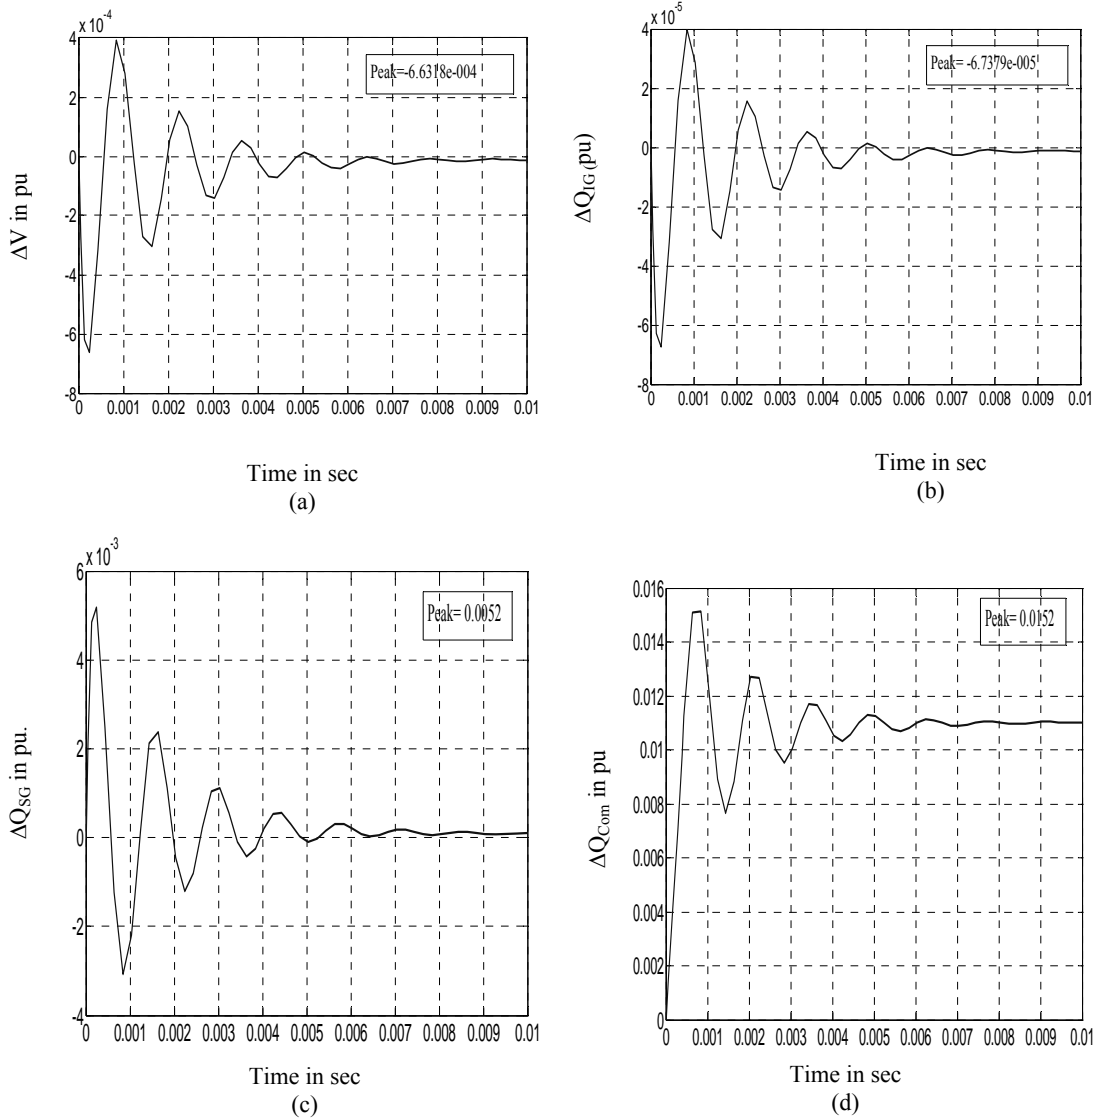 x 10-4
4
2
0
-2
-4
-6
-8
Peak=-6.6318e-004
ΔV in pu
0 0.001 0.002 0.003 0.004 0.005 0.006 0.007 0.008 0.009 0.01
Time in sec
(a)
x 10-5
4
2
0
-2
-4
-6
-8
Peak= -6.7379e-005
ΔQIG(pu)
0 0.001 0.002 0.003 0.004 0.005 0.006 0.007 0.008 0.009 0.01
Time in sec
(b)
x 10-3
6
4
2
0
-2
-4
Peak= 0.0052
ΔQSG in pu.
0 0.001 0.002 0.003 0.004 0.005 0.006 0.007 0.008 0.009 0.01
Time in sec
(c)
0.016
0.014
0.012
0.01
0.008
0.006
0.004
0.002
0
Peak= 0.0152
ΔQCom in pu
0 0.001 0.002 0.003 0.004 0.005 0.006 0.007 0.008 0.009 0.01
Time in sec
(d)